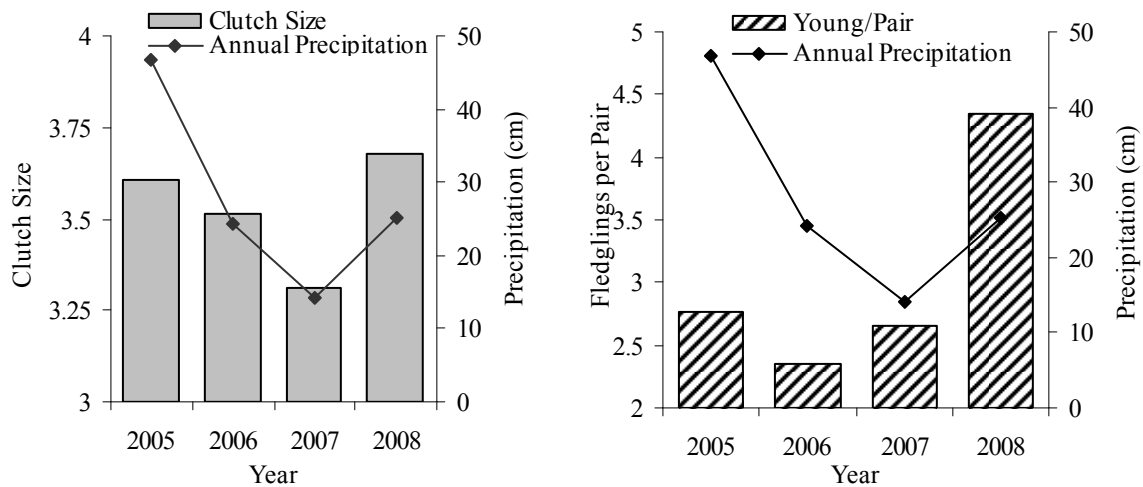 Clutch Size
Annual Precipitation
4
3.75
3.5
3.25
3
Clutch Size
50
40
30
20
10
0
Precipitation (cm)
2005 2006 2007 2008
Year
Young/Pair
Annual Precipitation
5
4.5
4
3.5
3
2.5
2
Fledglings per Pair
50
40
30
20
10
0
Precipitation (cm)
2005 2006 2007 2008
Year